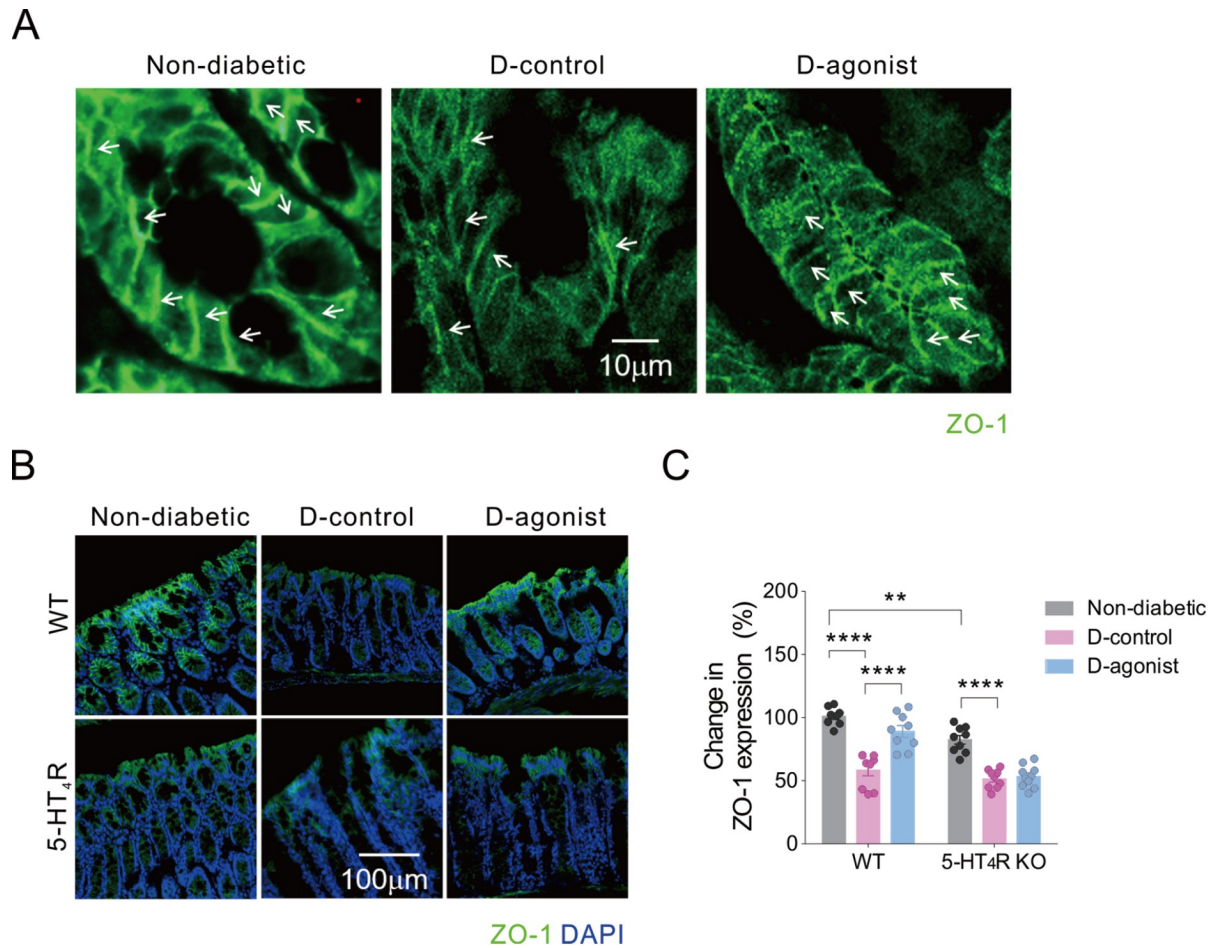 A
Non-diabetic D-control D-agonist
10μm
ZO-1
B
Non-diabetic D-control D-agonist
WT
5-HT4R
100μm
ZO-1 DAPI
C
Change in
ZO-1 expression (%)
200
150
100
50
0
**
**** ****
****
WT 5-HT4R KO
Non-diabetic
D-control
D-agonist